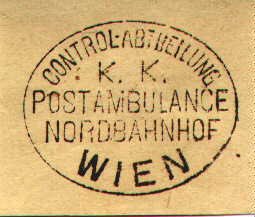 CONTROL-ABTHEILUNG
K. K.
POSTAMBULANCE
NORDBAHNHOF
WIEN